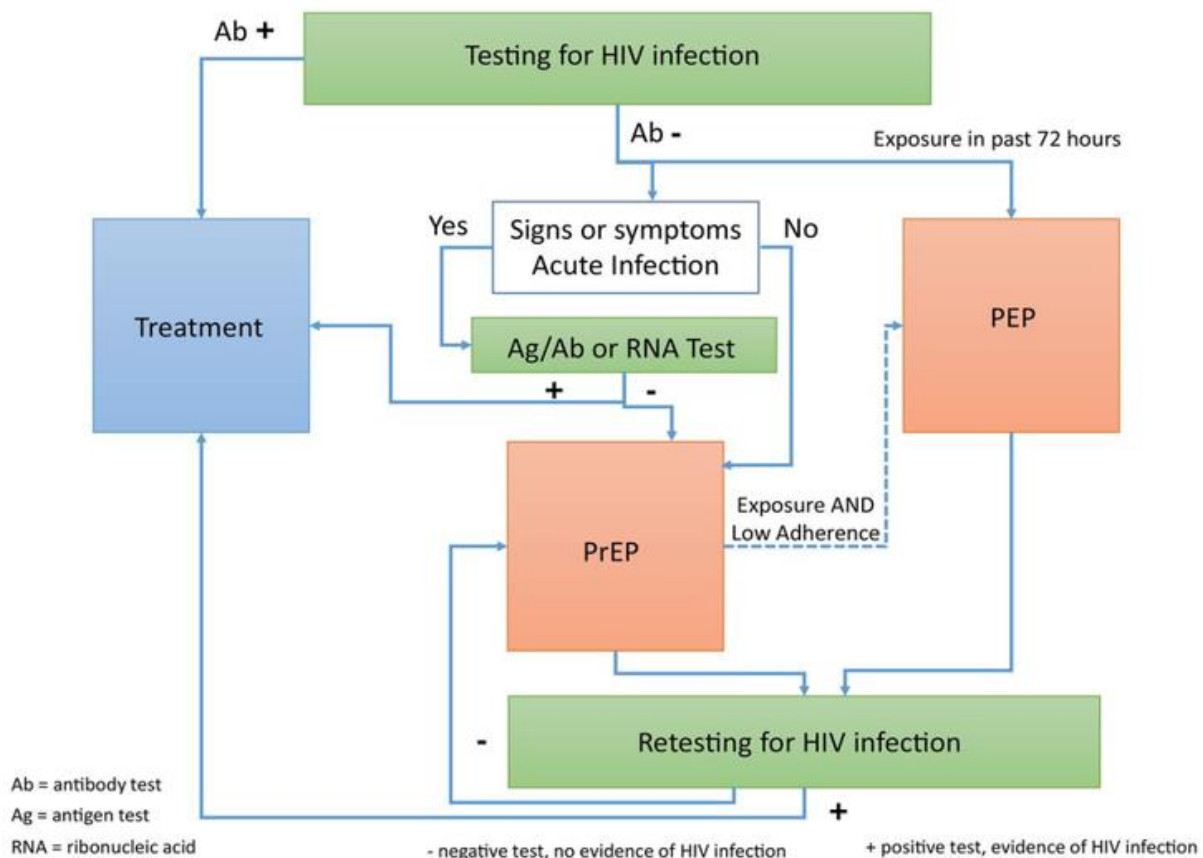 Ab +
Testing for HIV infection
Ab -
Exposure in past 72 hours
Yes
Signs or symptoms
Acute Infection
No
Treatment
PEP
Ag/Ab or RNA Test
+
-
Exposure AND
Low Adherence
PrEP
-
Retesting for HIV infection
+
Ab = antibody test
Ag = antigen test
RNA = ribonucleic acid
- negative test, no evidence of HIV infection
+ positive test, evidence of HIV infection